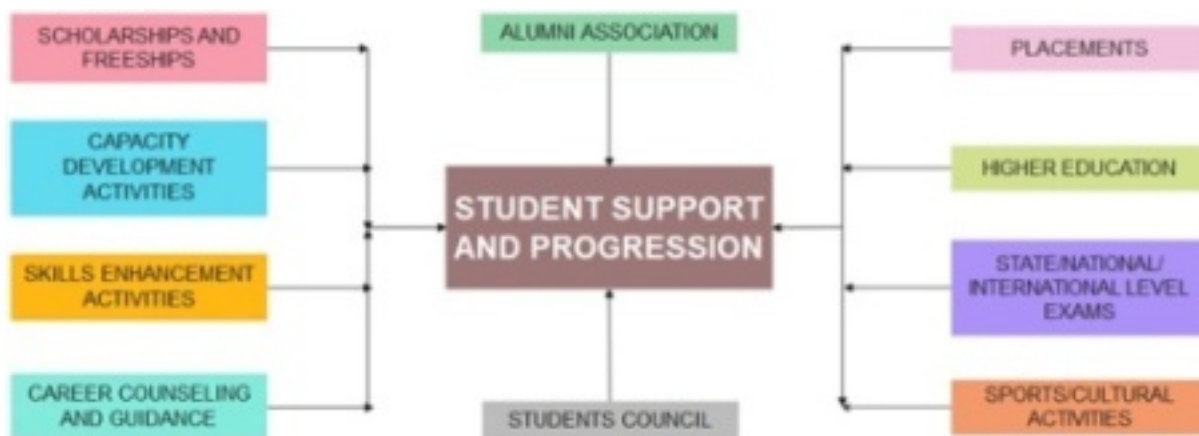 SCHOLARSHIPS AND
FREESHIPS
CAPACITY
DEVELOPMENT
ACTIVITIES
SKILLS ENHANCEMENT
ACTIVITIES
CAREER COUNSELING
AND GUIDANCE
ALUMNI ASSOCIATION
STUDENT SUPPORT
AND PROGRESSION
STUDENTS COUNCIL
PLACEMENTS
HIGHER EDUCATION
STATE/NATIONAL/
INTERNATIONAL LEVEL
EXAMS
SPORTS/CULTURAL
ACTIVITIES